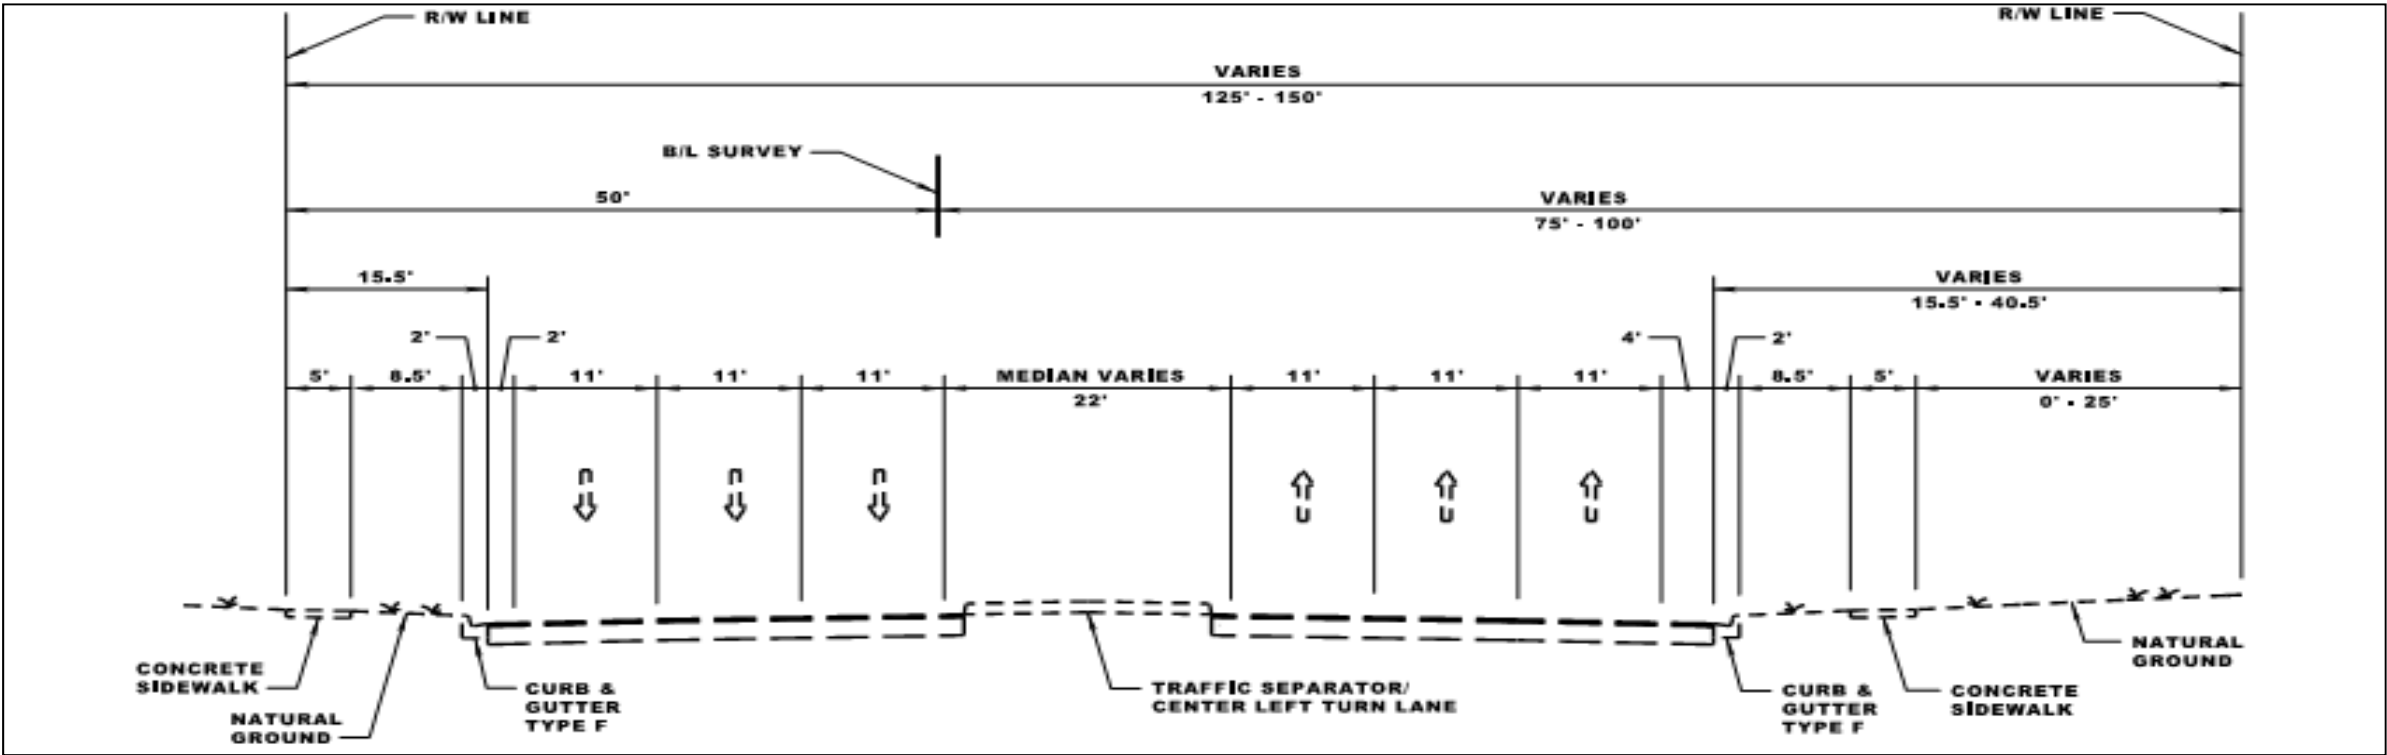 R/W LINE
R/W LINE
VARIES
125' - 150'
B/L SURVEY
50'
VARIES
75' - 100'
15.5'
VARIES
15.5' - 40.5'
2'
2'
4'
2'
5'
8.5'
11'
11'
11'
MEDIAN VARIES
22'
11'
11'
11'
8.5'
5'
VARIES
0' - 25'
CONCRETE
SIDEWALK
NATURAL
GROUND
CURB &
GUTTER
TYPE F
TRAFFIC SEPARATOR/
CENTER LEFT TURN LANE
CURB &
GUTTER
TYPE F
CONCRETE
SIDEWALK
NATURAL
GROUND